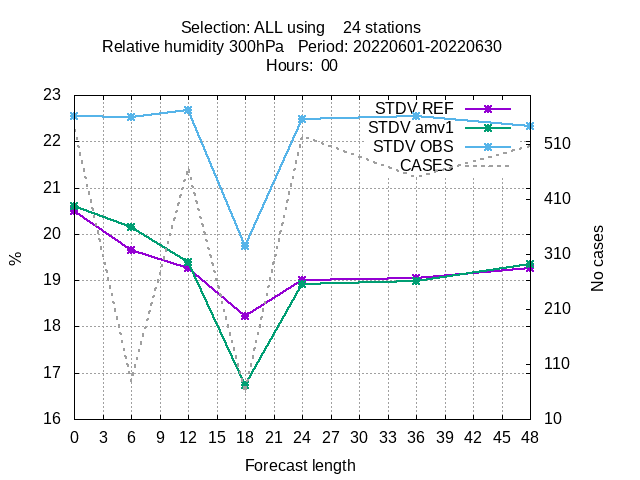 Selection: ALL using 24 stations
Relative humidity 300hPa Period: 20220601-20220630
Hours: 00
STDV REF
STDV amv1
STDV OBS
CASES
23
22
21
20
19
18
17
16
%
510
410
310
210
110
10
No cases
0 3 6 9 12 15 18 21 24 27 30 33 36 39 42 45 48
Forecast length